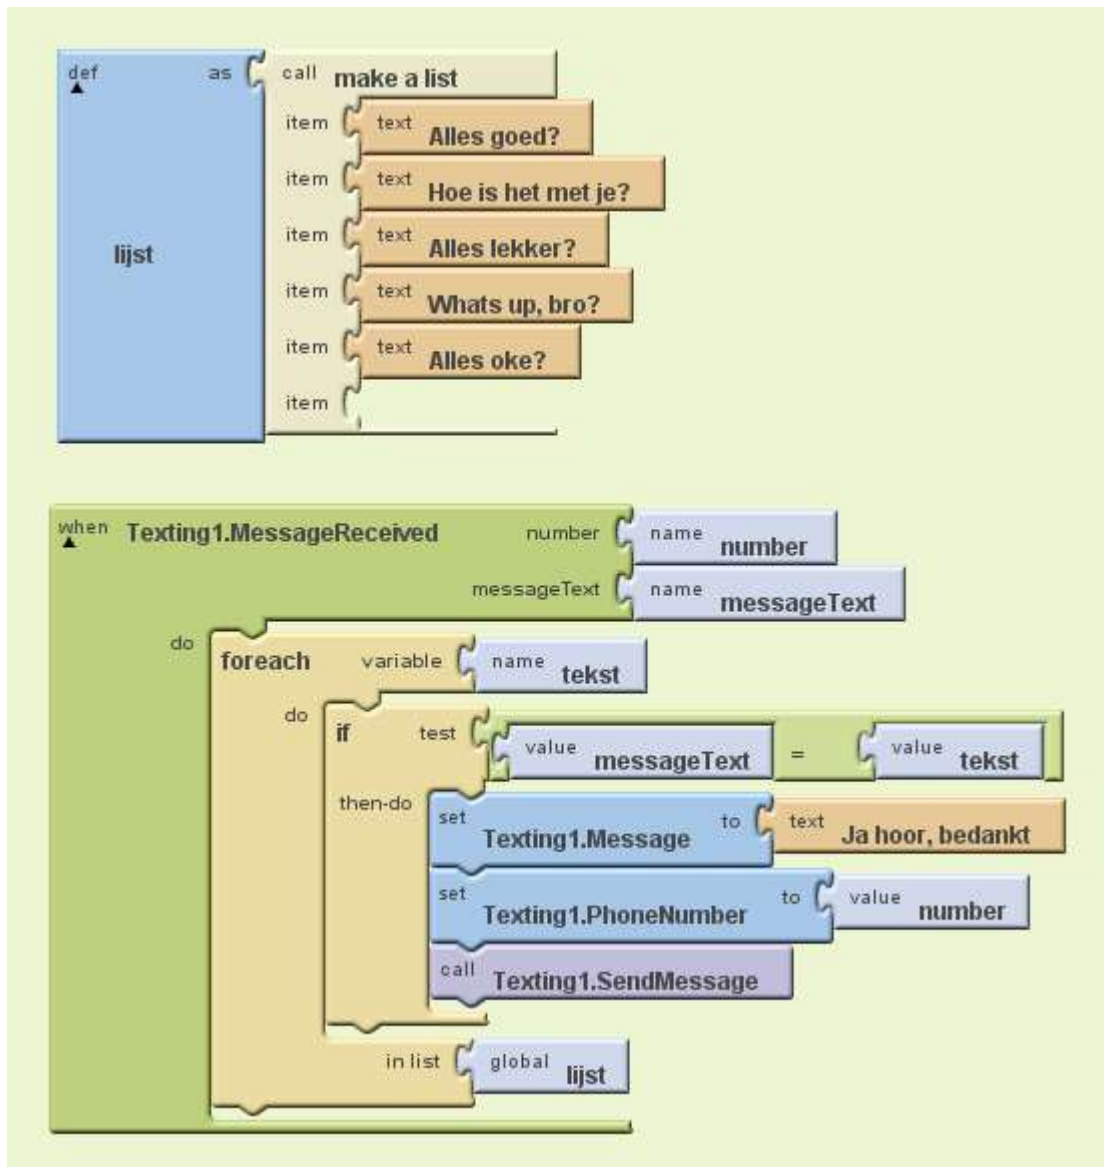 def as call make a list
item text Alles goed?
item text Hoe is het met je?
item text Alles lekker?
lijst
item text Whats up, bro?
item text Alles oke?
item
when Texting1.MessageReceived number name number
messageText name messageText
do foreach variable name tekst
do if test value messageText = value tekst
then-do set Texting1.Message to text Ja hoor, bedankt
set Texting1.PhoneNumber to value number
call Texting1.SendMessage
in list global lijst